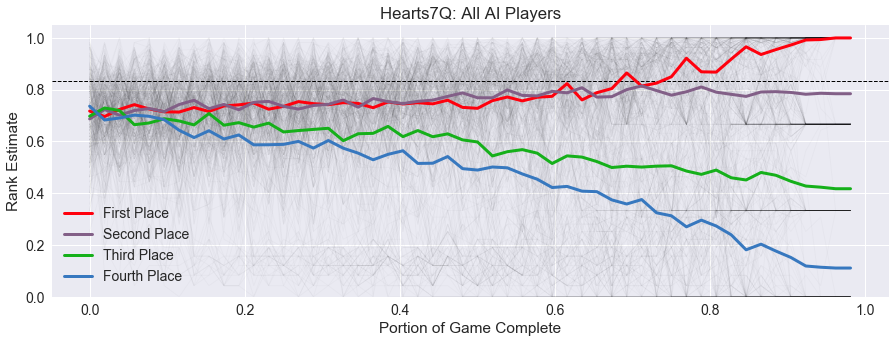 Hearts7Q: All AI Players
1.0
0.8
0.6
0.4
0.2
0.0
Rank Estimate
First Place
Second Place
Third Place
Fourth Place
0.0 0.2 0.4 0.6 0.8 1.0
Portion of Game Complete